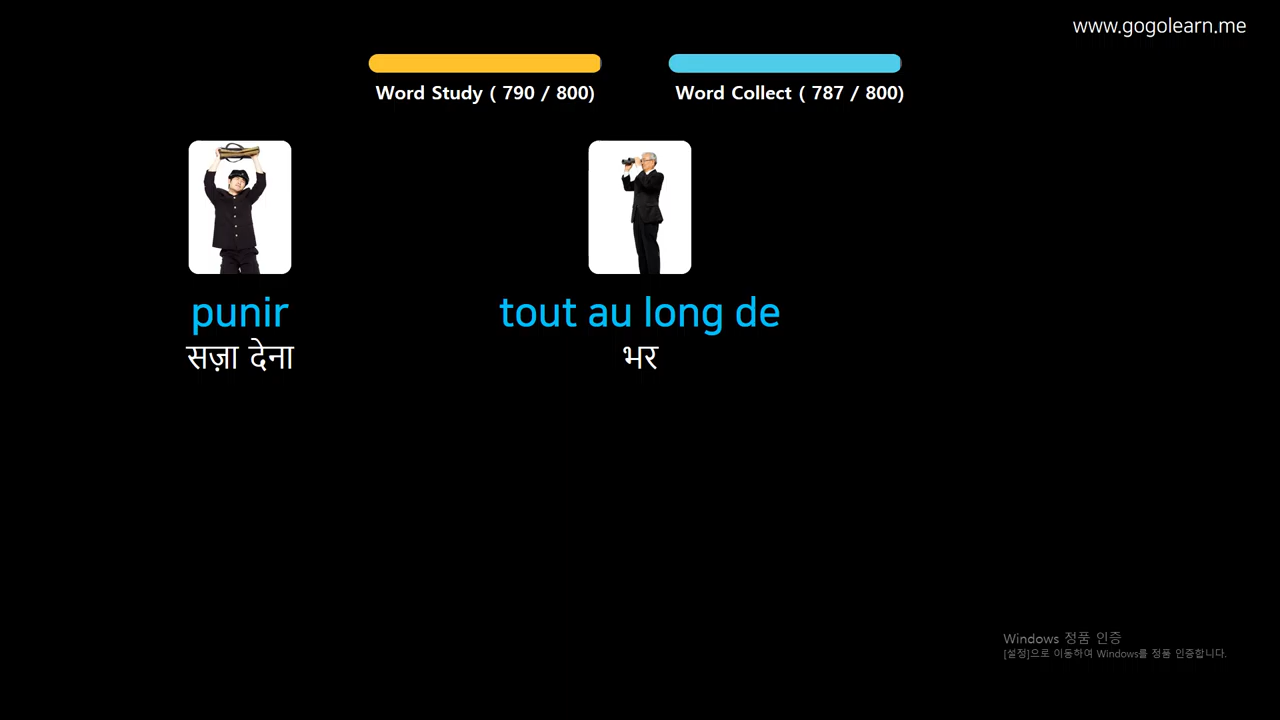 www.gogolearn.me
Word Study ( 790 / 800)
Word Collect ( 787 / 800)
punir
सज़ा देना
tout au long de
भर
Windows 정품 인증
[설정]으로 이동하여 Windows를 정품 인증합니다.